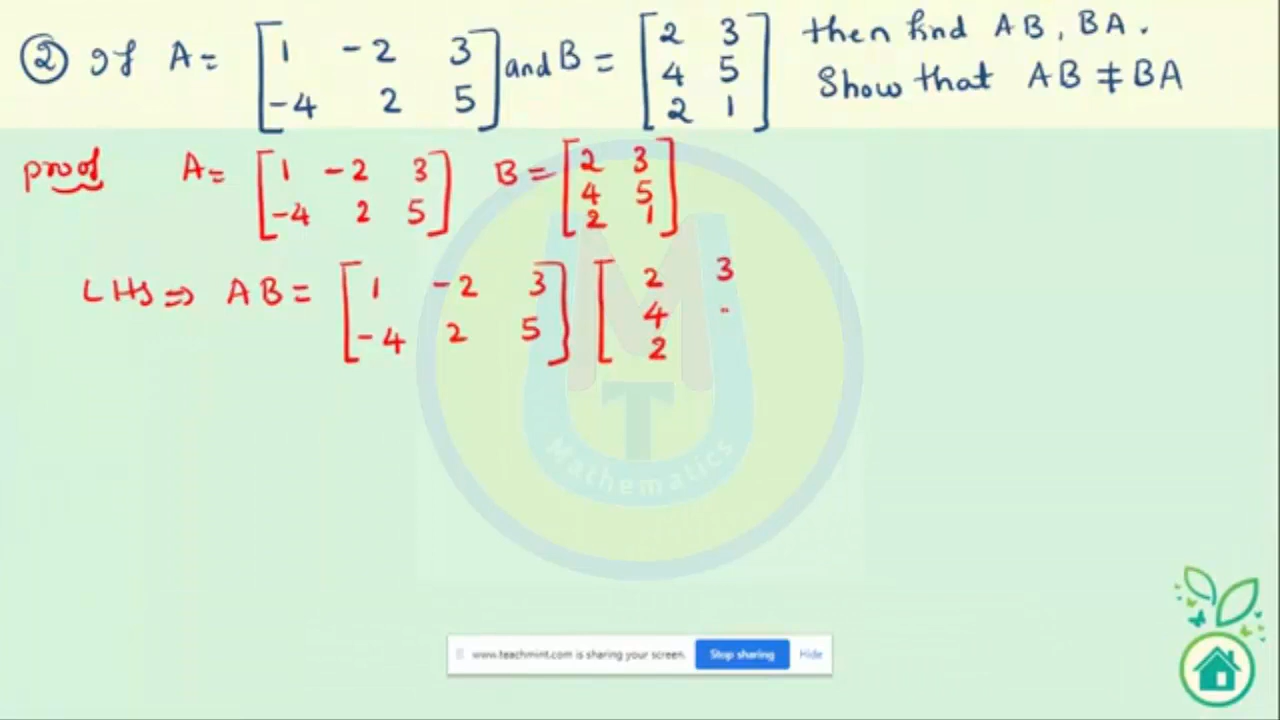 ② If A = [ 1 -2 3 and B = [ 2 3 then find AB, BA.
-4 2 5 ] 4 5 Show that AB ≠ BA
2 1 ]
proof A = [ 1 -2 3 B = [ 2 3
-4 2 5 ] 4 5
2 1 ]
LHS ⇒ AB = [ 1 -2 3 [ 2 3
-4 2 5 ] 4
2
MT
Mathematics
www.teachmint.com is sharing your screen. Stop sharing Hide